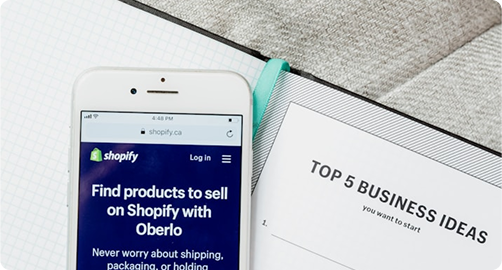 4:48 PM
shopify.ca
shopify
Log in
Find products to sell
on Shopify with
Oberlo
Never worry about shipping,
packaging, or holding
TOP 5 BUSINESS IDEAS
you want to start
1.